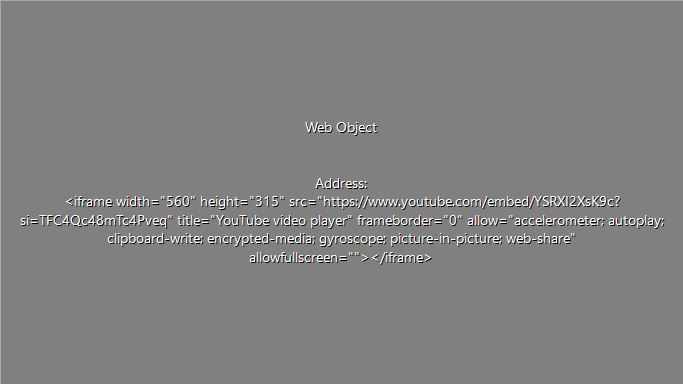 Web Object
Address:
<iframe width="560" height="315" src="https://www.youtube.com/embed/YSRXl2XsK9c?
si=TFC4Qc48mTc4Pveq" title="YouTube video player" frameborder="0" allow="accelerometer; autoplay;
clipboard-write; encrypted-media; gyroscope; picture-in-picture; web-share"
allowfullscreen=""></iframe>